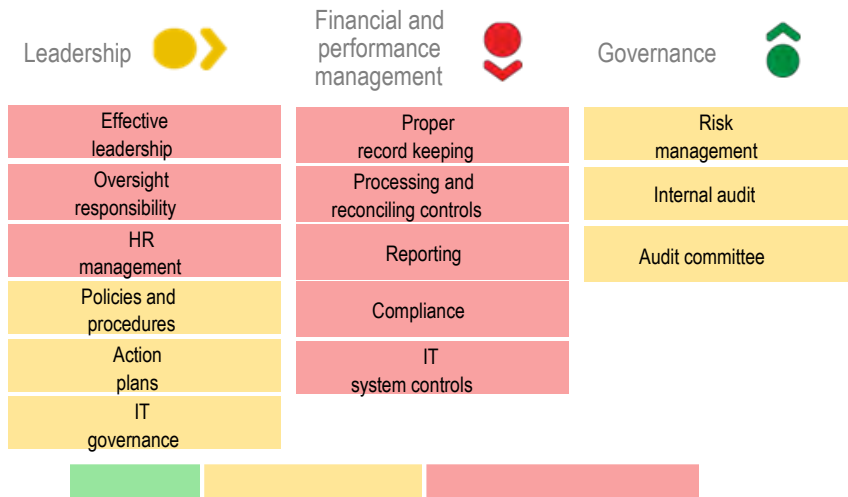 Leadership
Financial and
performance
management
Governance
Effective
leadership
Oversight
responsibility
HR
management
Policies and
procedures
Action
plans
IT
governance
Proper
record keeping
Processing and
reconciling controls
Reporting
Compliance
IT
system controls
Risk
management
Internal audit
Audit committee